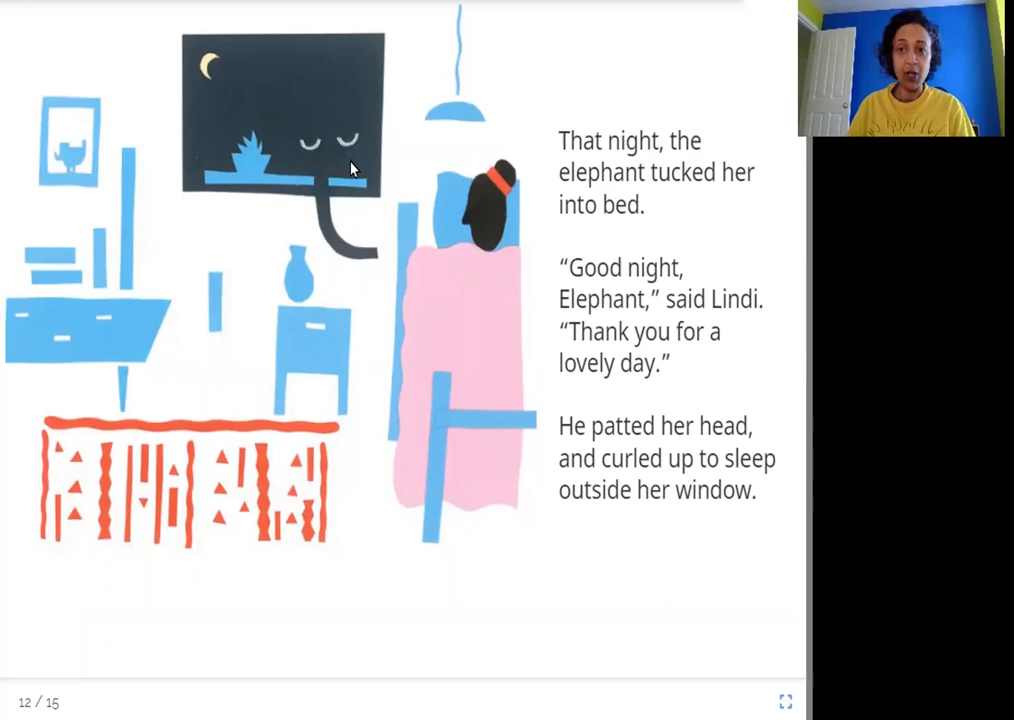 That night, the
elephant tucked her
into bed.
“Good night,
Elephant,” said Lindi.
“Thank you for a
lovely day.”
He patted her head,
and curled up to sleep
outside her window.
12 / 15